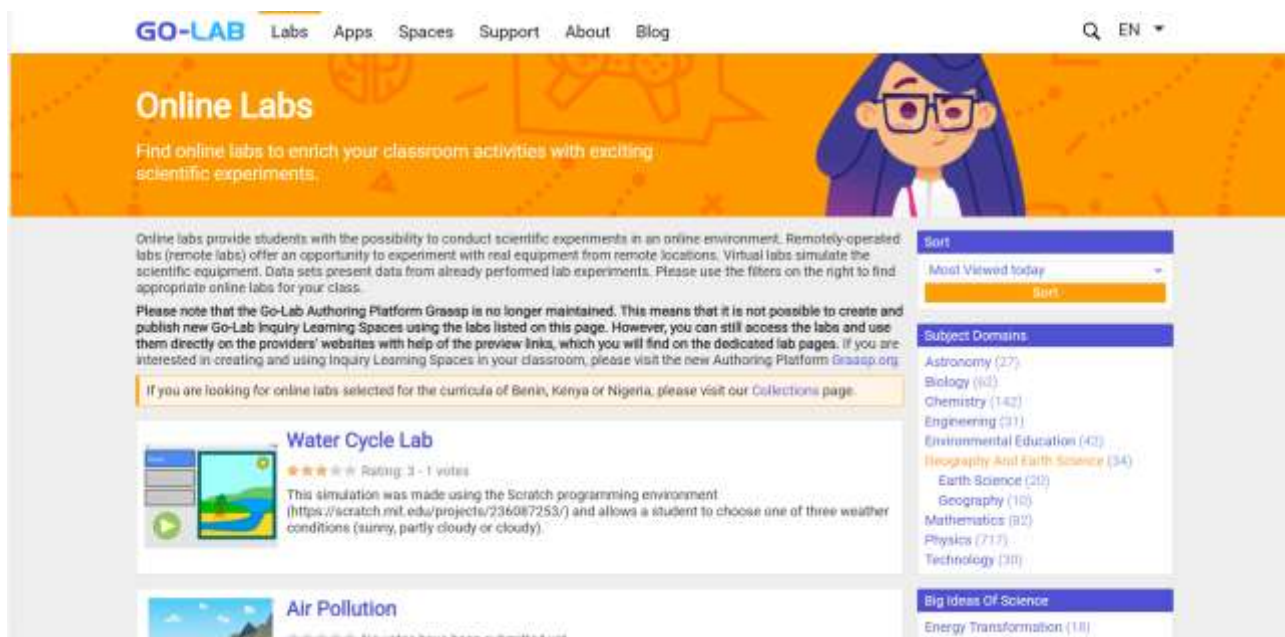 GO-LAB Labs Apps Spaces Support About Blog EN
Online Labs
Find online labs to enrich your classroom activities with exciting
scientific experiments.
Online labs provide students with the possibility to conduct scientific experiments in an online environment. Remotely-operated
labs (remote labs) offer an opportunity to experiment with real equipment from remote locations. Virtual labs simulate the
scientific equipment. Data sets present data from already performed lab experiments. Please use the filters on the right to find
appropriate online labs for your class.
Please note that the Go-Lab Authoring Platform Graasp is no longer maintained. This means that it is not possible to create and
publish new Go-Lab Inquiry Learning Spaces using the labs listed on this page. However, you can still access the labs and use
them directly on the providers' websites with help of the preview links, which you will find on the dedicated lab pages. If you are
interested in creating and using Inquiry Learning Spaces in your classroom, please visit the new Authoring Platform Graasp.org
If you are looking for online labs selected for the curricula of Benin, Kenya or Nigeria, please visit our Collections page.
Water Cycle Lab
Rating: 3 - 1 votes
This simulation was made using the Scratch programming environment
(https://scratch.mit.edu/projects/236087253/) and allows a student to choose one of three weather
conditions (sunny, partly cloudy or cloudy).
Air Pollution
No votes have been submitted yet
Sort
Most Viewed today
Sort
Subject Domains
Astronomy (27)
Biology (62)
Chemistry (142)
Engineering (31)
Environmental Education (42)
Geography And Earth Science (34)
Earth Science (20)
Geography (10)
Mathematics (82)
Physics (717)
Technology (30)
Big Ideas Of Science
Energy Transformation (18)